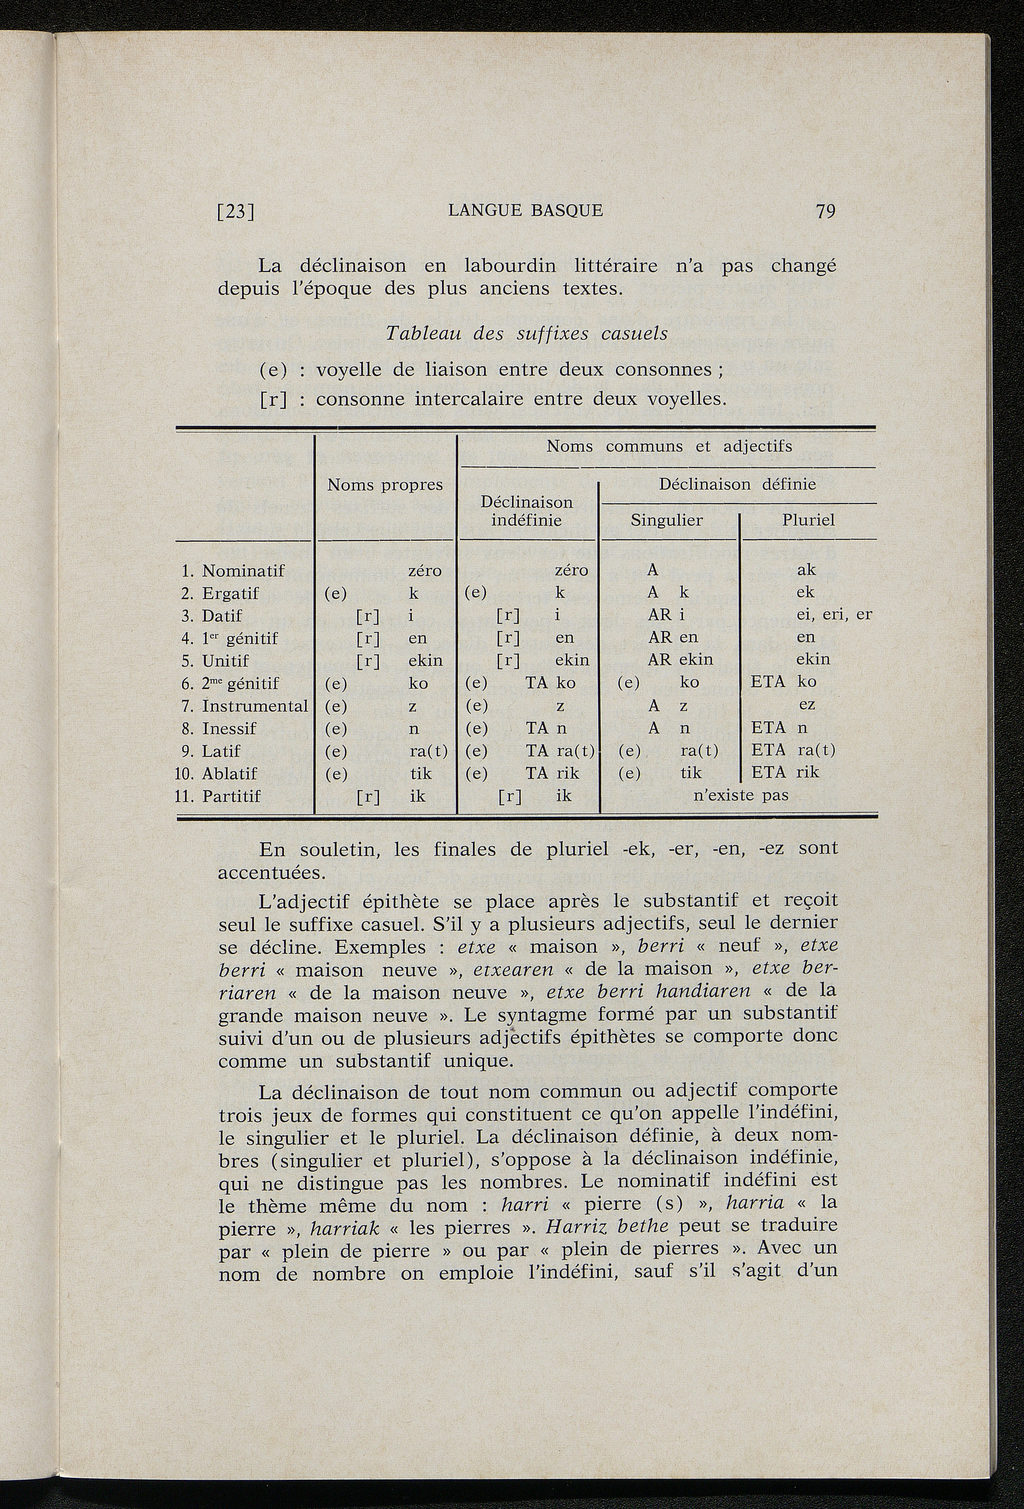 [23] LANGUE BASQUE 79
La déclinaison en labourdin littéraire n'a pas changé
depuis l'époque des plus anciens textes.
Tableau des suffixes casuels
(e) : voyelle de liaison entre deux consonnes ;
[r] : consonne intercalaire entre deux voyelles.
Noms communs et adjectifs
Noms propres
Déclinaison définie
Déclinaison
indéfinie
Singulier Pluriel
1. Nominatif zéro zéro A ak
2. Ergatif (e) k (e) k A k ek
3. Datif [r] i [r] i AR i ei, eri, er
4. 1er génitif [r] en [r] en AR en en
5. Unitif [r] ekin [r] ekin AR ekin ekin
6. 2me génitif (e) ko (e) TA ko (e) ko ETA ko
7. Instrumental (e) z (e) z A z ez
8. Inessif (e) n (e) TA n A n ETA n
9. Latif (e) ra(t) (e) TA ra(t) (e) ra(t) ETA ra(t)
10. Ablatif (e) tik (e) TA rik (e) tik ETA rik
11. Partitif [r] ik [r] ik n'existe pas
En souletin, les finales de pluriel -ek, -er, -en, -ez sont
accentuées.
L'adjectif épithète se place après le substantif et reçoit
seul le suffixe casuel. S'il y a plusieurs adjectifs, seul le dernier
se décline. Exemples : etxe « maison », berri « neuf », etxe
berri « maison neuve », etxearen « de la maison », etxe ber-
riaren « de la maison neuve », etxe berri handiaren « de la
grande maison neuve ». Le syntagme formé par un substantif
suivi d'un ou de plusieurs adjectifs épithètes se comporte donc
comme un substantif unique.
La déclinaison de tout nom commun ou adjectif comporte
trois jeux de formes qui constituent ce qu'on appelle l'indéfini,
le singulier et le pluriel. La déclinaison définie, à deux nom-
bres (singulier et pluriel), s'oppose à la déclinaison indéfinie,
qui ne distingue pas les nombres. Le nominatif indéfini est
le thème même du nom : harri « pierre (s) », harria « la
pierre », harriak « les pierres ». Harriz bethe peut se traduire
par « plein de pierre » ou par « plein de pierres ». Avec un
nom de nombre on emploie l'indéfini, sauf s'il s'agit d'un